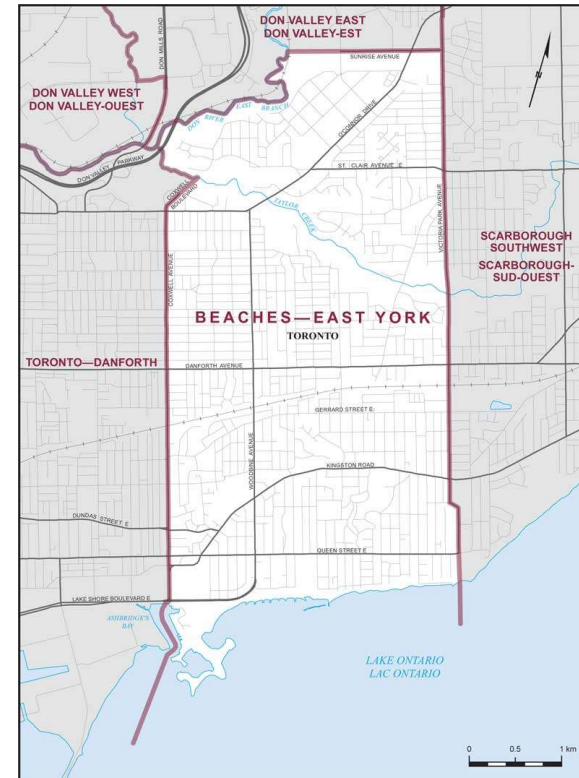 DON VALLEY EAST
DON VALLEY-EST
DON MILLS ROAD
SUNRISE AVENUE
N
DON VALLEY WEST
DON VALLEY-OUEST
DON RIVER EAST BRANCH
O'CONNOR DRIVE
DON VALLEY PARKWAY
ST. CLAIR AVENUE E
COXWELL BOULEVARD
TAYLOR CREEK
VICTORIA PARK AVENUE
SCARBOROUGH
SOUTHWEST
SCARBOROUGH-
SUD-OUEST
COXWELL AVENUE
BEACHES—EAST YORK
TORONTO
TORONTO—DANFORTH
DANFORTH AVENUE
GERRARD STREET E
WOODBINE AVENUE
KINGSTON ROAD
DUNDAS STREET E
QUEEN STREET E
LAKE SHORE BOULEVARD E
ASHBRIDGE'S
BAY
LAKE ONTARIO
LAC ONTARIO
0 0.5 1 km